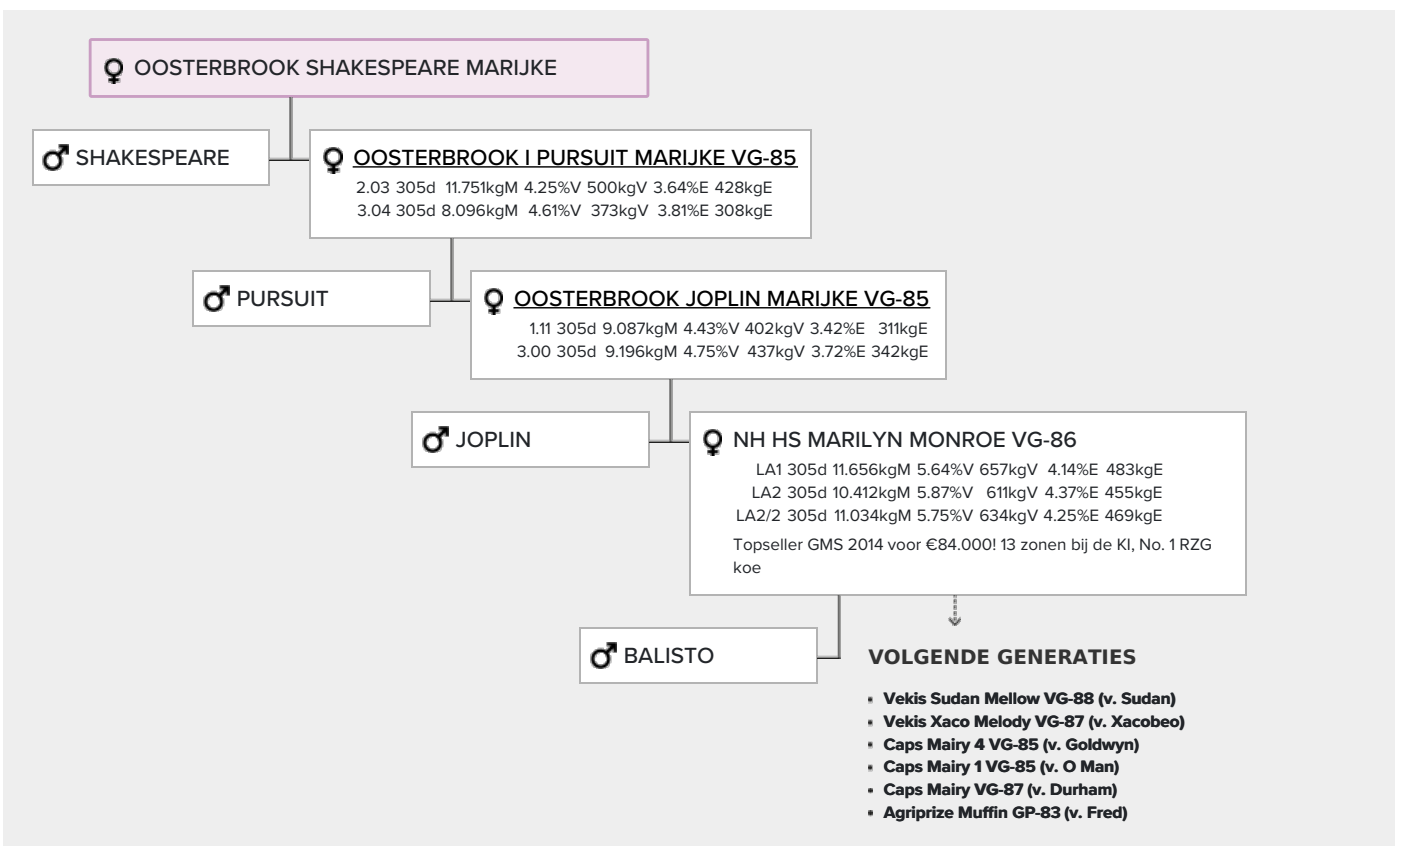 OOSTERBROOK SHAKESPEARE MARIJKE
SHAKESPEARE
OOSTERBROOK I PURSUIT MARIJKE VG-85
2.03 305d 11.751kgM 4.25%V 500kgV 3.64%E 428kgE
3.04 305d 8.096kgM 4.61%V 373kgV 3.81%E 308kgE
PURSUIT
OOSTERBROOK JOPLIN MARIJKE VG-85
1.11 305d 9.087kgM 4.43%V 402kgV 3.42%E 311kgE
3.00 305d 9.196kgM 4.75%V 437kgV 3.72%E 342kgE
JOPLIN
NH HS MARILYN MONROE VG-86
LA1 305d 11.656kgM 5.64%V 657kgV 4.14%E 483kgE
LA2 305d 10.412kgM 5.87%V 611kgV 4.37%E 455kgE
LA2/2 305d 11.034kgM 5.75%V 634kgV 4.25%E 469kgE
Topseller GMS 2014 voor €84.000! 13 zonen bij de KI, No. 1 RZG
koe
BALISTO
VOLGENDE GENERATIES
Vekis Sudan Mellow VG-88 (v. Sudan)
Vekis Xaco Melody VG-87 (v. Xacobeo)
Caps Mairy 4 VG-85 (v. Goldwyn)
Caps Mairy 1 VG-85 (v. O Man)
Caps Mairy VG-87 (v. Durham)
Agriprize Muffin GP-83 (v. Fred)